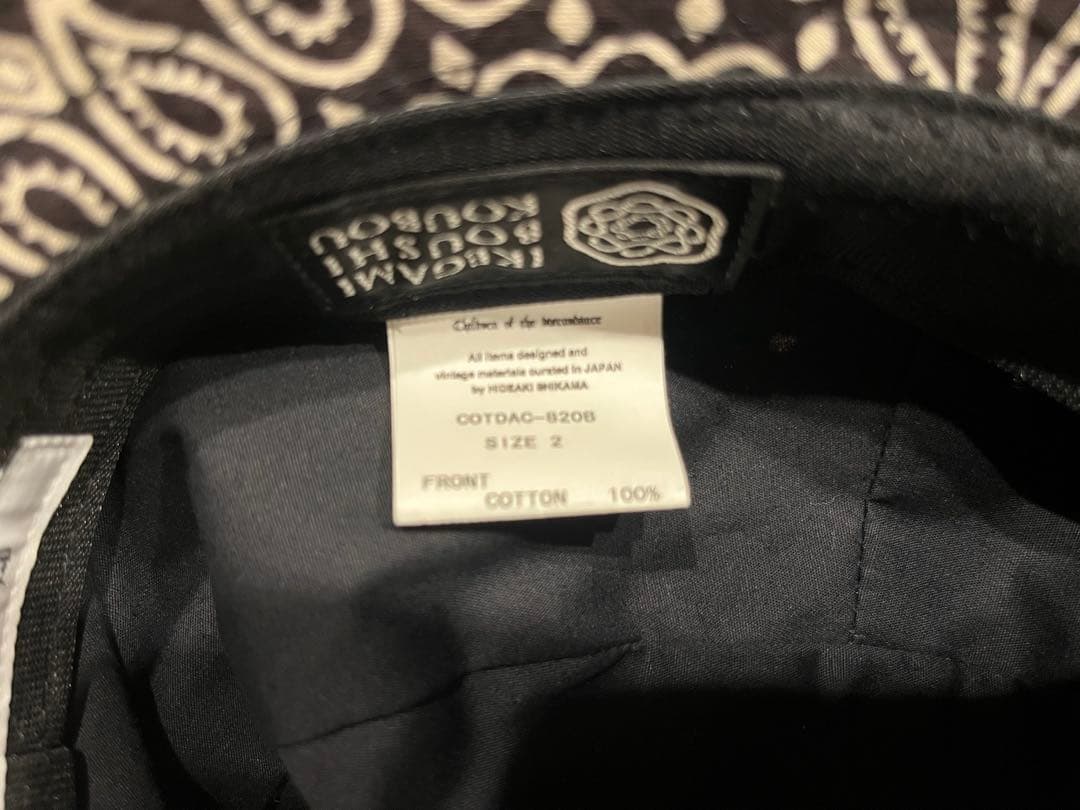 IKEGAMI
BOUSHI
KOUBOU
Children of the discordance
All items designed and
vintage materials curated in JAPAN
by HIDEAKI SHIKAMA
COTDAC-820B
SIZE 2
FRONT
COTTON 100%